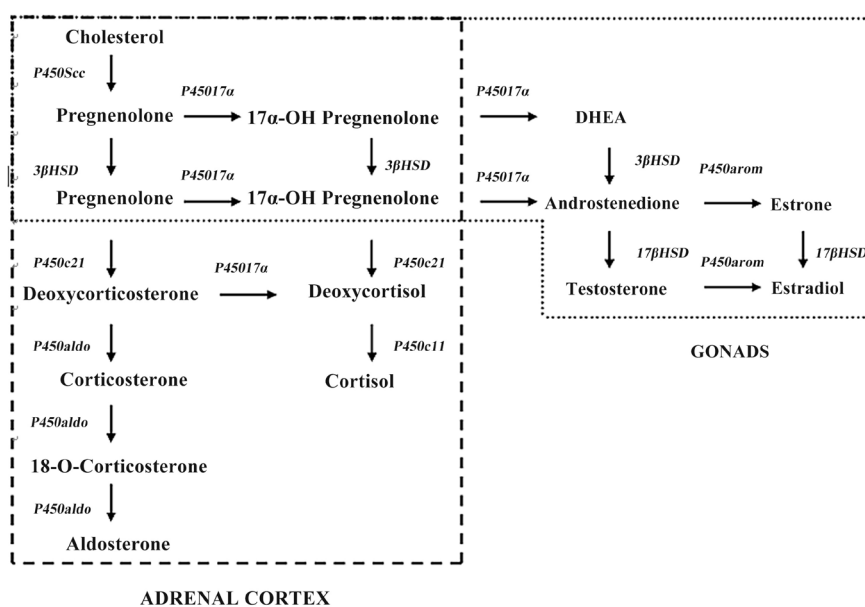 Cholesterol
P450Scc
P45017α P45017α
Pregnenolone 17α-OH Pregnenolone DHEA
3βHSD P45017α 3βHSD P45017α 3βHSD P450arom
Pregnenolone 17α-OH Pregnenolone Androstenedione Estrone
P450c21 P45017α P450c21 17βHSD P450arom 17βHSD
Deoxycorticosterone Deoxycortisol Testosterone Estradiol
P450aldo P450c11
GONADS
Corticosterone Cortisol
P450aldo
18-O-Corticosterone
P450aldo
Aldosterone
ADRENAL CORTEX